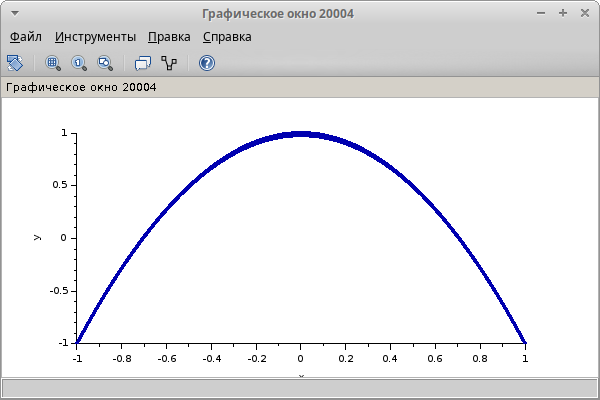 Графическое окно 20004
Файл Инструменты Правка Справка
Графическое окно 20004
1
0.5
0
-0.5
-1
y
-1 -0.8 -0.6 -0.4 -0.2 0 0.2 0.4 0.6 0.8 1